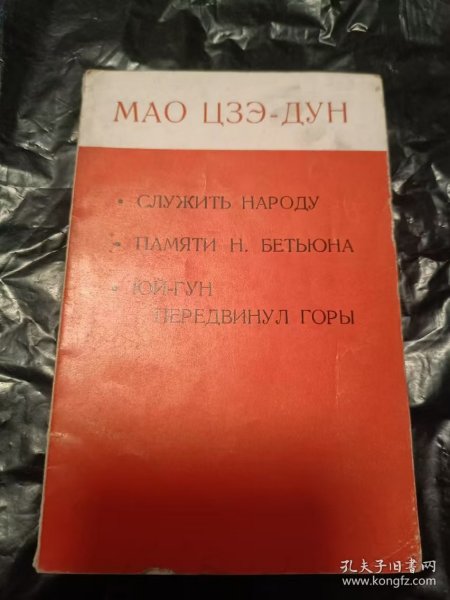 МАО ЦЗЭ-ДУН
• СЛУЖИТЬ НАРОДУ
• ПАМЯТИ Н. БЕТЬЮНА
• ЮЙ-ГУН
ПЕРЕДВИНУЛ ГОРЫ
孔夫子旧书网
www.kongfz.com